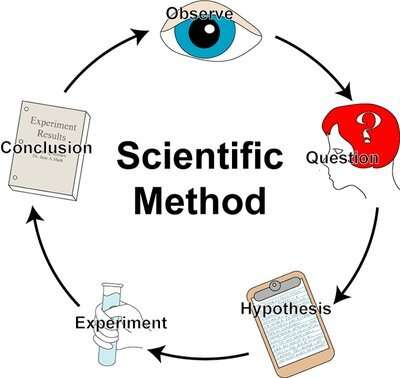 Observe
Question
Hypothesis
Experiment
Conclusion
Experiment
Results
Scientific
Method